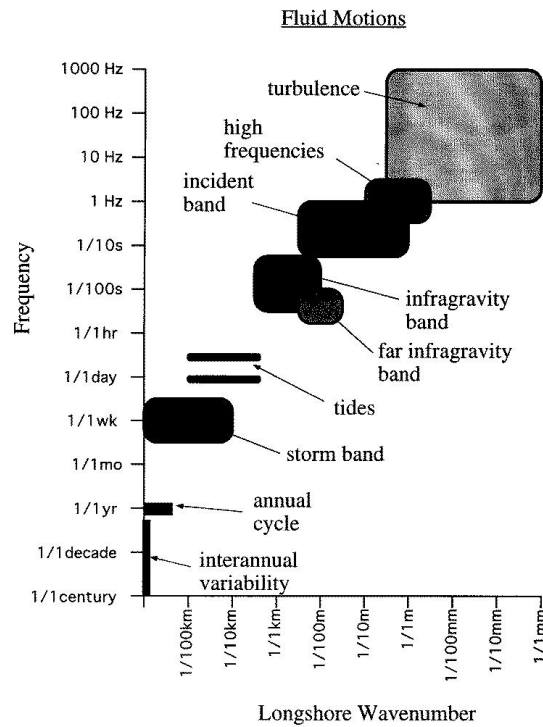 Fluid Motions
1000 Hz
100 Hz
10 Hz
1 Hz
1/10s
1/100s
1/1hr
1/1day
1/1wk
1/1mo
1/1yr
1/1decade
1/1century
Frequency
turbulence
high
frequencies
incident
band
infragravity
band
far infragravity
band
tides
storm band
annual
cycle
interannual
variability
1/100km
1/10km
1/1km
1/100m
1/10m
1/1m
1/100mm
1/10mm
1/1mm
Longshore Wavenumber